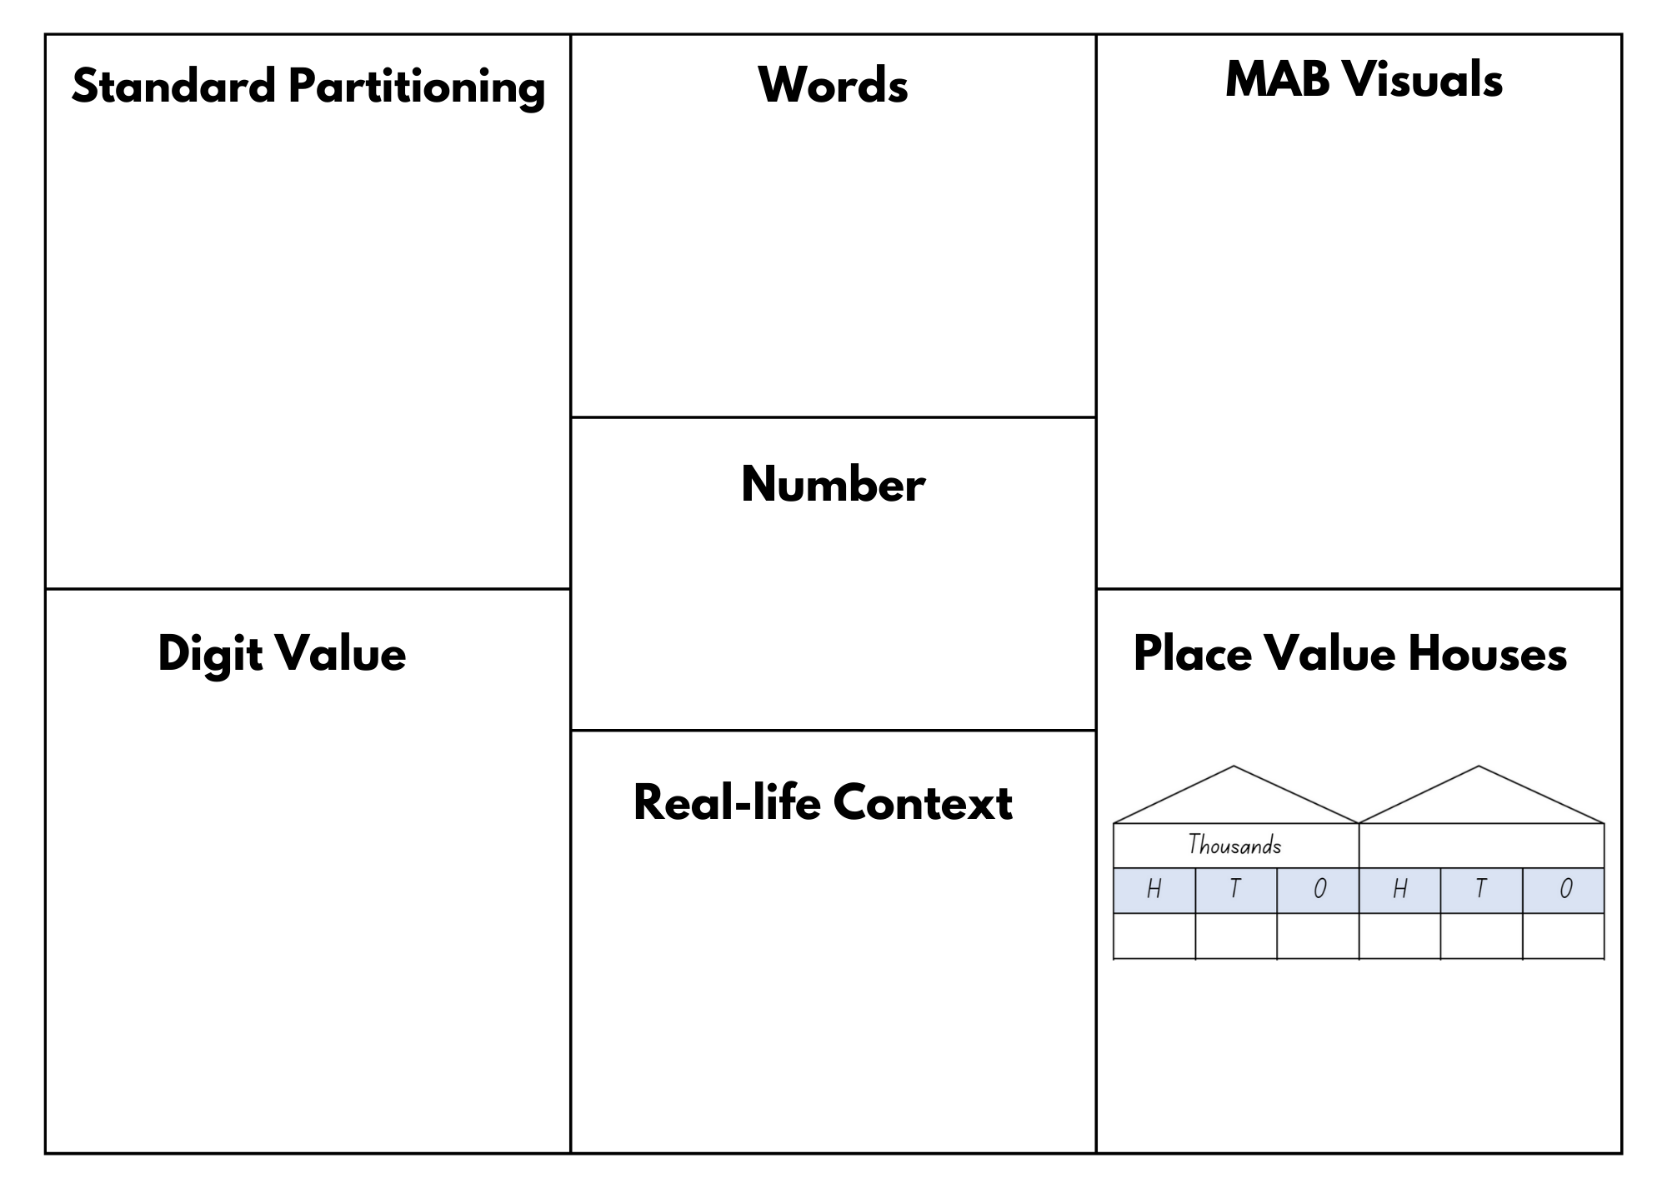 Standard Partitioning
Words
MAB Visuals
Number
Digit Value
Place Value Houses
Real-life Context
Thousands
H T O H T O